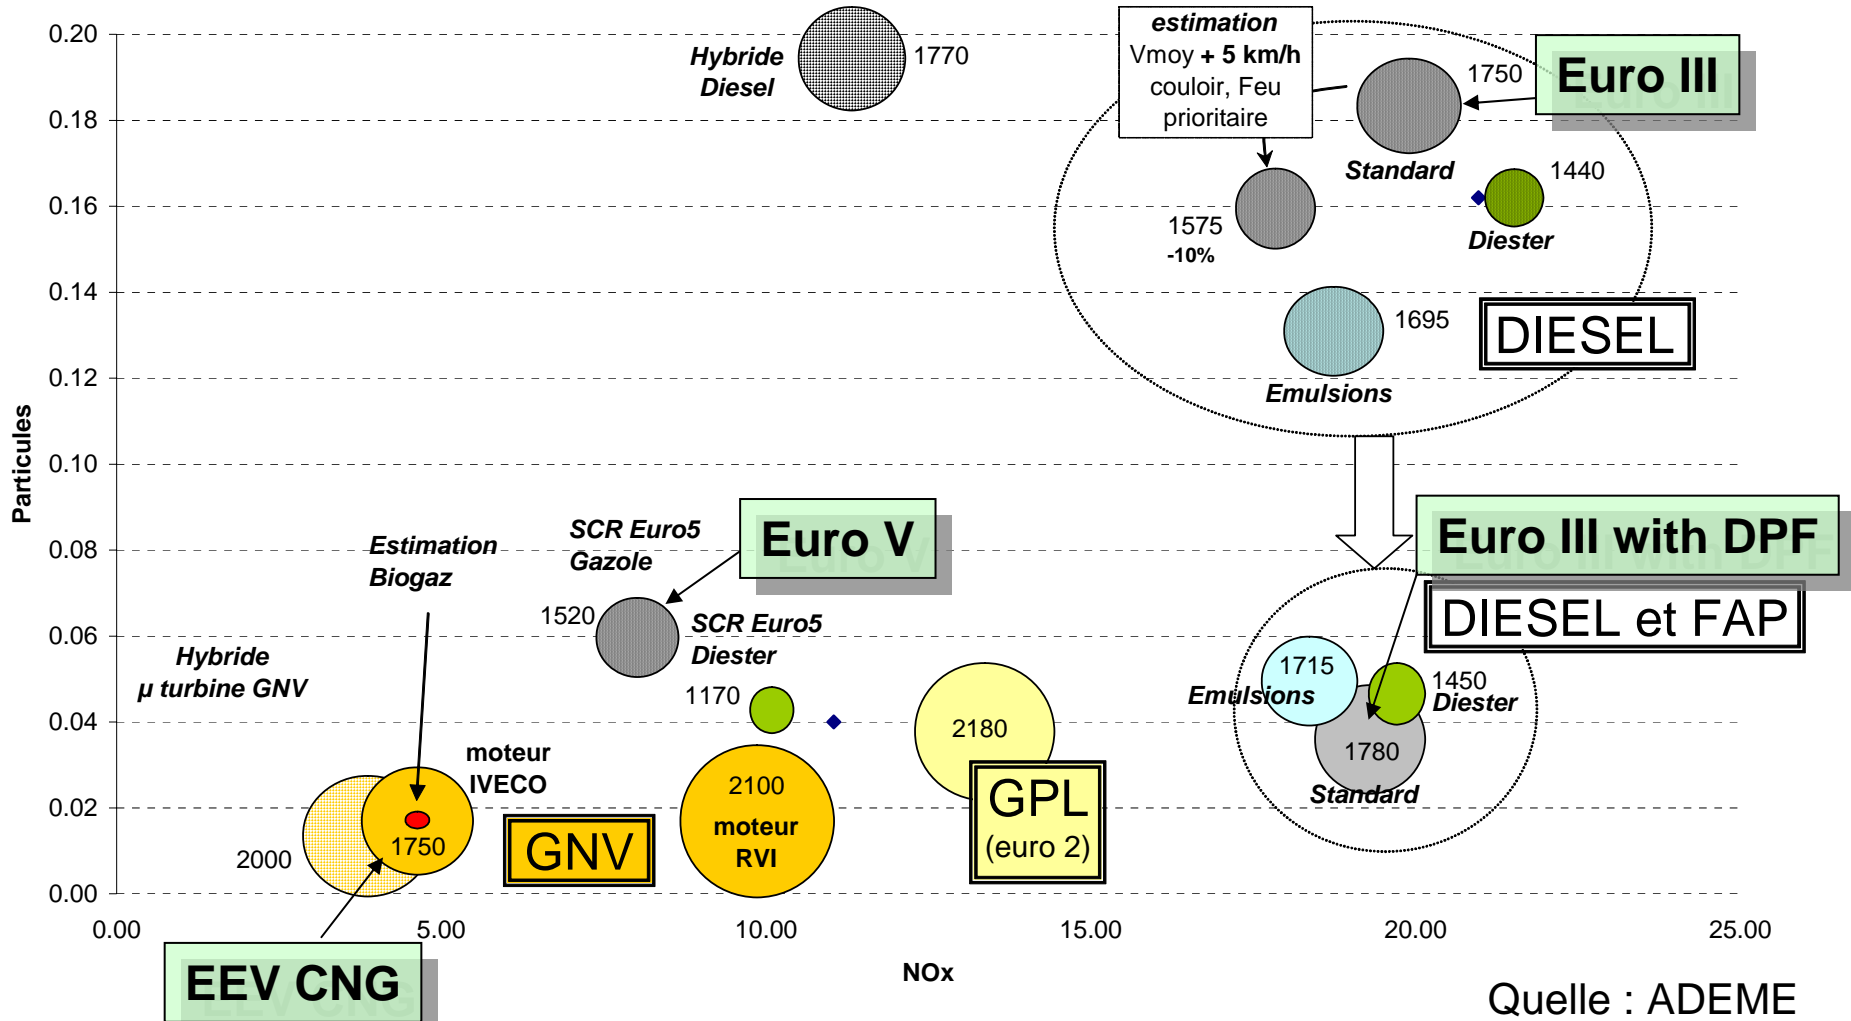 0.20
0.18
0.16
0.14
0.12
0.10
0.08
0.06
0.04
0.02
0.00
Particules
0.00
5.00
10.00
15.00
20.00
25.00
NOx
Hybride
Diesel
1770
estimation
Vmoy + 5 km/h
couloir, Feu
prioritaire
1750
Euro III
Standard
1440
Diester
1575
-10%
1695
Emulsions
DIESEL
Euro III with DPF
DIESEL et FAP
1715
Emulsions
1450
Diester
1780
Standard
SCR Euro5
Gazole
Euro V
1520
SCR Euro5
Diester
1170
Estimation
Biogaz
Hybride
µ turbine GNV
moteur
IVECO
2000
1750
GNV
2100
moteur
RVI
2180
GPL
(euro 2)
EEV CNG
Quelle : ADEME